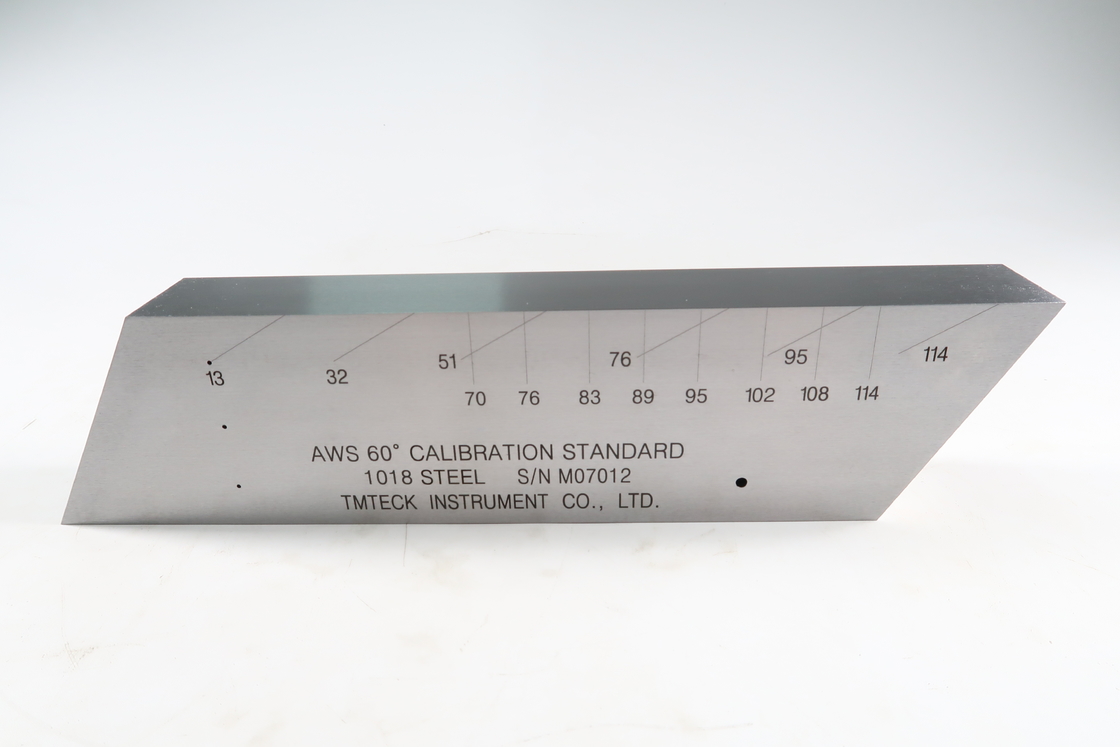 51 76 95 114
13 32
70 76 83 89 95 102 108 114
AWS 60° CALIBRATION STANDARD
1018 STEEL S/N M07012
TMTECK INSTRUMENT CO., LTD.